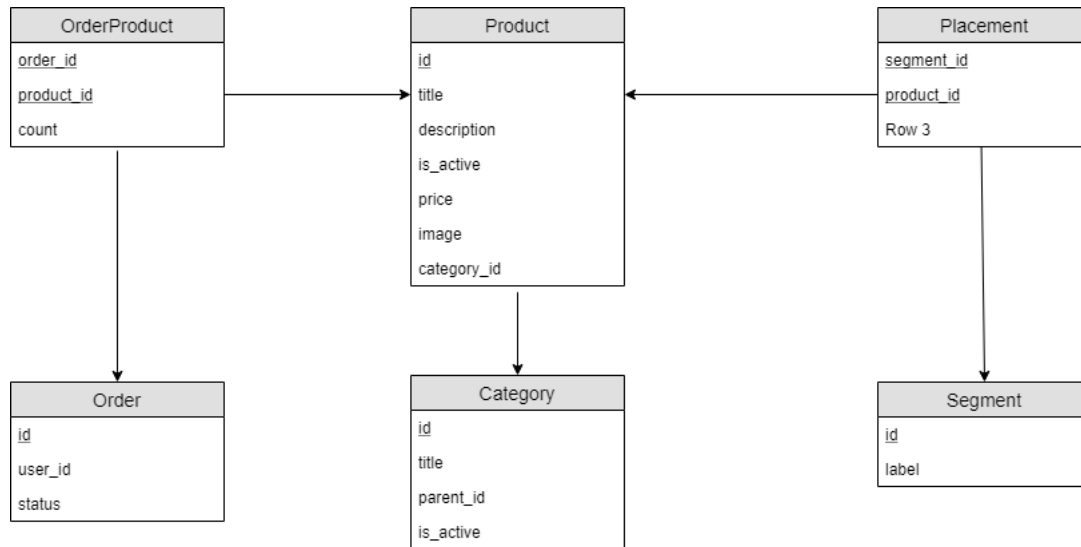 OrderProduct
order_id
product_id
count
Product
id
title
description
is_active
price
image
category_id
Placement
segment_id
product_id
Row 3
Order
id
user_id
status
Category
id
title
parent_id
is_active
Segment
id
label